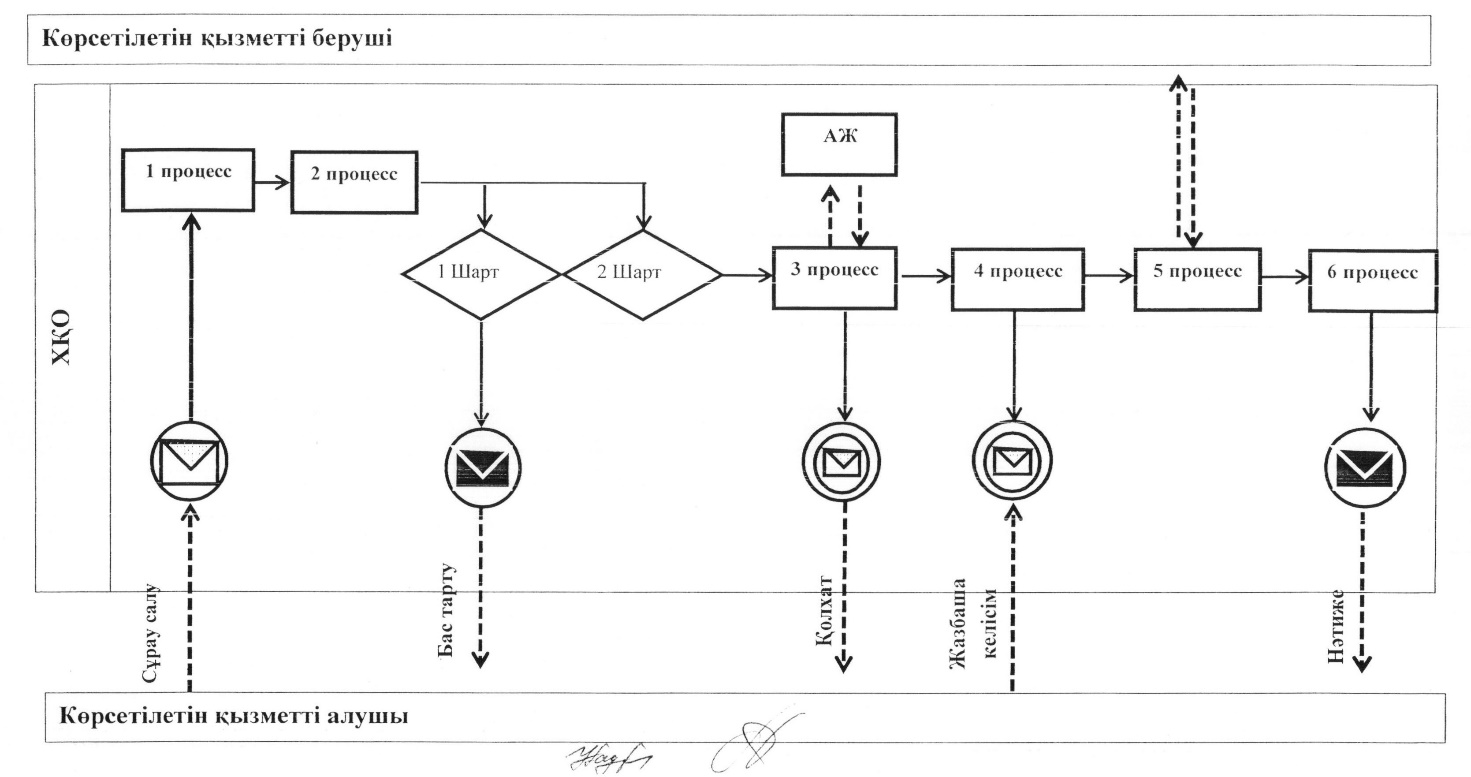 Көрсетілетін қызметті беруші
ХҚО
АЖ
1 процесс
2 процесс
1 Шарт
2 Шарт
3 процесс
4 процесс
5 процесс
6 процесс
Сұрау салу
Бас тарту
Қолхат
Жазбаша
келісім
Нәтиже
Көрсетілетін қызметті алушы